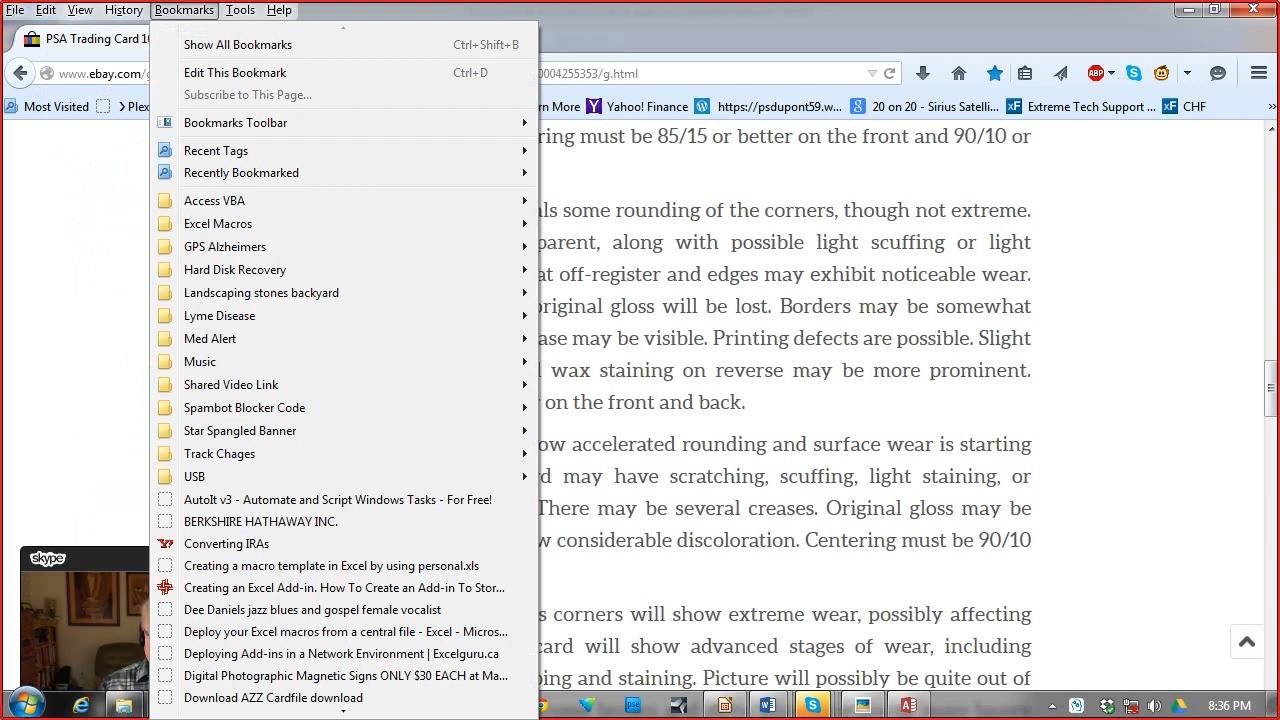 File Edit View History Bookmarks Tools Help
PSA Trading Card 10
www.ebay.com/g
0004255353/g.html
ABP
Most Visited
Plex
rn More
Yahoo! Finance
https://psdupont59.w...
20 on 20 - Sirius Satelli...
Extreme Tech Support ...
CHF
Show All Bookmarks Ctrl+Shift+B
Edit This Bookmark Ctrl+D
Subscribe to This Page...
Bookmarks Toolbar
Recent Tags
Recently Bookmarked
Access VBA
Excel Macros
GPS Alzheimers
Hard Disk Recovery
Landscaping stones backyard
Lyme Disease
Med Alert
Music
Shared Video Link
Spambot Blocker Code
Star Spangled Banner
Track Chages
USB
AutoIt v3 - Automate and Script Windows Tasks - For Free!
BERKSHIRE HATHAWAY INC.
Converting IRAs
Creating a macro template in Excel by using personal.xls
Creating an Excel Add-in. How To Create an Add-in To Stor...
Dee Daniels jazz blues and gospel female vocalist
Deploy your Excel macros from a central file - Excel - Micros...
Deploying Add-ins in a Network Environment | Excelguru.ca
Digital Photographic Magnetic Signs ONLY $30 EACH at Ma...
Download AZZ Cardfile download
ring must be 85/15 or better on the front and 90/10 or
als some rounding of the corners, though not extreme.
parent, along with possible light scuffing or light
at off-register and edges may exhibit noticeable wear.
original gloss will be lost. Borders may be somewhat
ase may be visible. Printing defects are possible. Slight
wax staining on reverse may be more prominent.
on the front and back.
ow accelerated rounding and surface wear is starting
d may have scratching, scuffing, light staining, or
There may be several creases. Original gloss may be
w considerable discoloration. Centering must be 90/10
s corners will show extreme wear, possibly affecting
card will show advanced stages of wear, including
ping and staining. Picture will possibly be quite out of
skype
8:36 PM